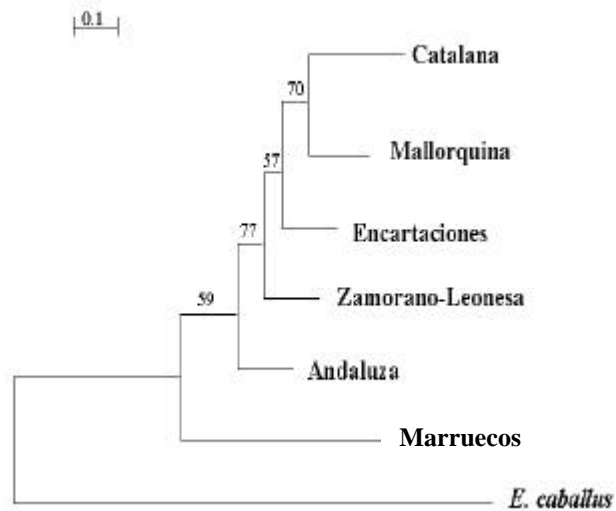 0.1
Catalana
70
Mallorquina
57
Encartaciones
77
Zamorano-Leonesa
59
Andaluza
Marruecos
E. caballus